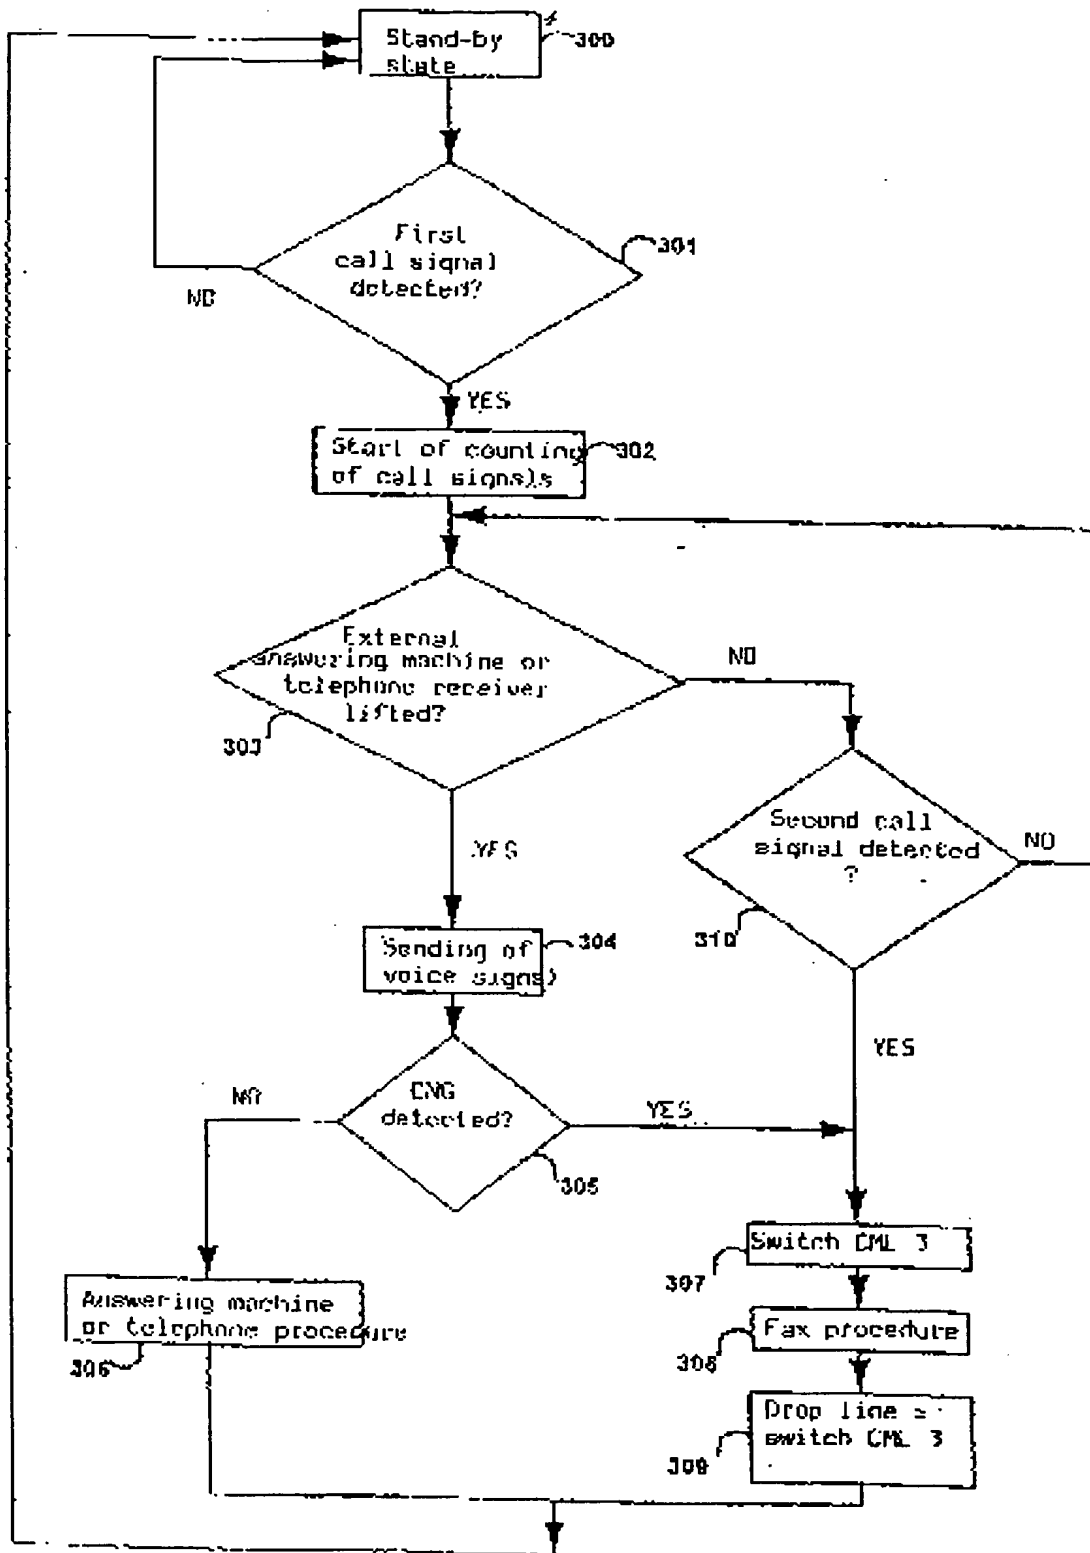 Stand-by
state
300
First
call signal
detected?
301
NO
YES
Start of counting
of call signals
302
External
answering machine or
telephone receiver
lifted?
303
NO
YES
Second call
signal detected
?
310
NO
YES
Sending of
voice signal
304
CNG
detected?
305
NO
YES
Switch CML 3
307
Answering machine
or telephone procedure
306
Fax procedure
308
Drop line
switch CML 3
309